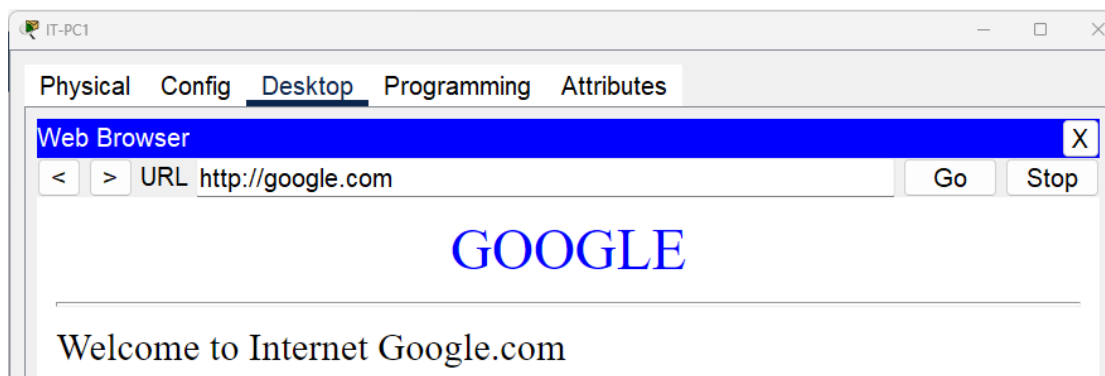 IT-PC1
Physical Config Desktop Programming Attributes
Web Browser X
< > URL http://google.com Go Stop
GOOGLE
Welcome to Internet Google.com